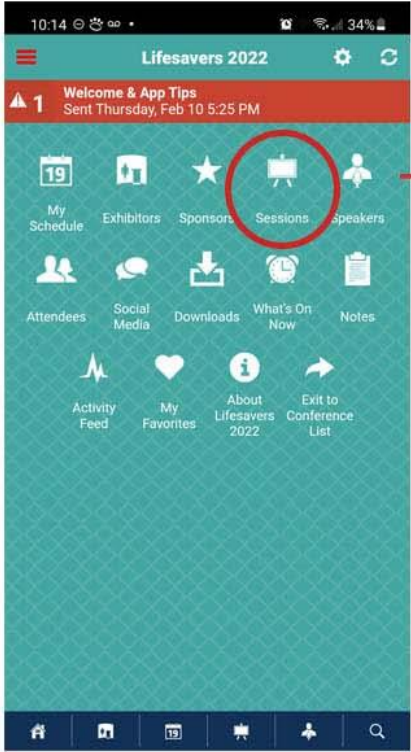 10:14
34%
Lifesavers 2022
1
Welcome & App Tips
Sent Thursday, Feb 10 5:25 PM
19
My
Schedule
Exhibitors
Sponsors
Sessions
Speakers
Attendees
Social
Media
Downloads
What's On
Now
Notes
Activity
Feed
My
Favorites
About
Lifesavers
2022
Exit to
Conference
List
19